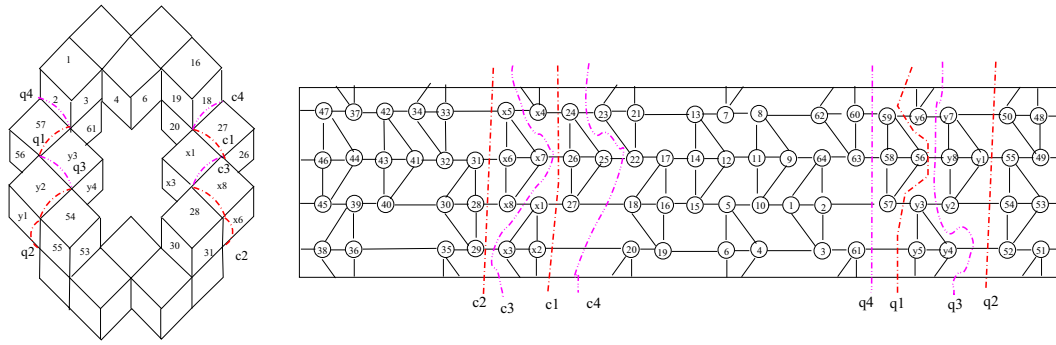 1 16
q4 2 3 4 6 19 18 c4
57 61 20 27
q1 c1
56 y3 x1 26
q3 c3
y2 y4 x3 x8
y1 54 28 x6
q2 55 53 30 31 c2
47 37 42 34 33 x5 x4 24 23 21 13 7 8 62 60 59 y6 y7 50 48
46 44 43 41 32 31 x6 x7 26 25 22 17 14 12 11 9 64 63 58 56 y8 y1 55 49
45 39 40 30 28 x8 x1 27 18 16 15 5 10 1 2 57 y3 y2 54 53
38 36 35 29 x3 x2 20 19 6 4 3 61 y5 y4 52 51
c2 c3 c1 c4 q4 q1 q3 q2